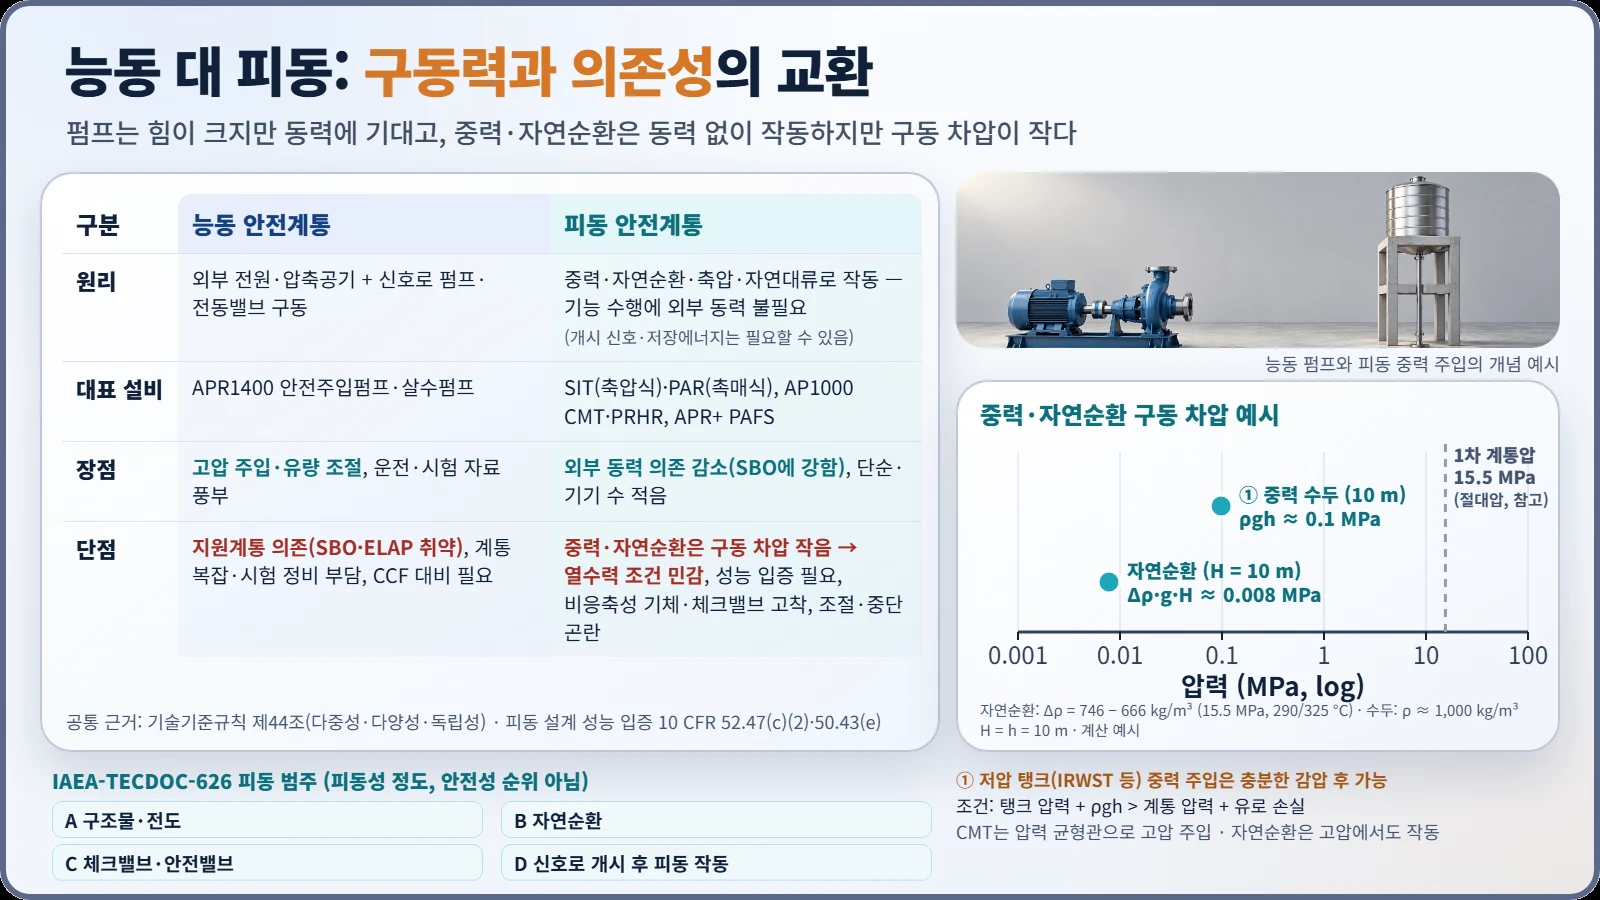 능동 대 피동: 구동력과 의존성의 교환
펌프는 힘이 크지만 동력에 기대고, 중력·자연순환은 동력 없이 작동하지만 구동 차압이 작다
구분
능동 안전계통
피동 안전계통
원리
외부 전원·압축공기 + 신호로 펌프·
전동밸브 구동
중력·자연순환·축압·자연대류로 작동 —
기능 수행에 외부 동력 불필요
(개시 신호·저장에너지는 필요할 수 있음)
대표 설비
APR1400 안전주입펌프·살수펌프
SIT(축압식)·PAR(촉매식), AP1000
CMT·PRHR, APR+ PAFS
장점
고압 주입·유량 조절, 운전·시험 자료
풍부
외부 동력 의존 감소(SBO에 강함), 단순·
기기 수 적음
단점
지원계통 의존(SBO·ELAP 취약), 계통
복잡·시험 정비 부담, CCF 대비 필요
중력·자연순환은 구동 차압 작음 →
열수력 조건 민감, 성능 입증 필요,
비응축성 기체·체크밸브 고착, 조절·중단
곤란
공통 근거: 기술기준규칙 제44조(다중성·다양성·독립성) · 피동 설계 성능 입증 10 CFR 52.47(c)(2)·50.43(e)
능동 펌프와 피동 중력 주입의 개념 예시
중력·자연순환 구동 차압 예시
1차 계통압
15.5 MPa
(절대압, 참고)
① 중력 수두 (10 m)
ρgh ≈ 0.1 MPa
자연순환 (H = 10 m)
Δρ·g·H ≈ 0.008 MPa
0.001 0.01 0.1 1 10 100
압력 (MPa, log)
자연순환: Δρ = 746 − 666 kg/m³ (15.5 MPa, 290/325 °C) · 수두: ρ ≈ 1,000 kg/m³
H = h = 10 m · 계산 예시
IAEA-TECDOC-626 피동 범주 (피동성 정도, 안전성 순위 아님)
A 구조물·전도
B 자연순환
C 체크밸브·안전밸브
D 신호로 개시 후 피동 작동
① 저압 탱크(IRWST 등) 중력 주입은 충분한 감압 후 가능
조건: 탱크 압력 + ρgh > 계통 압력 + 유로 손실
CMT는 압력 균형관으로 고압 주입 · 자연순환은 고압에서도 작동